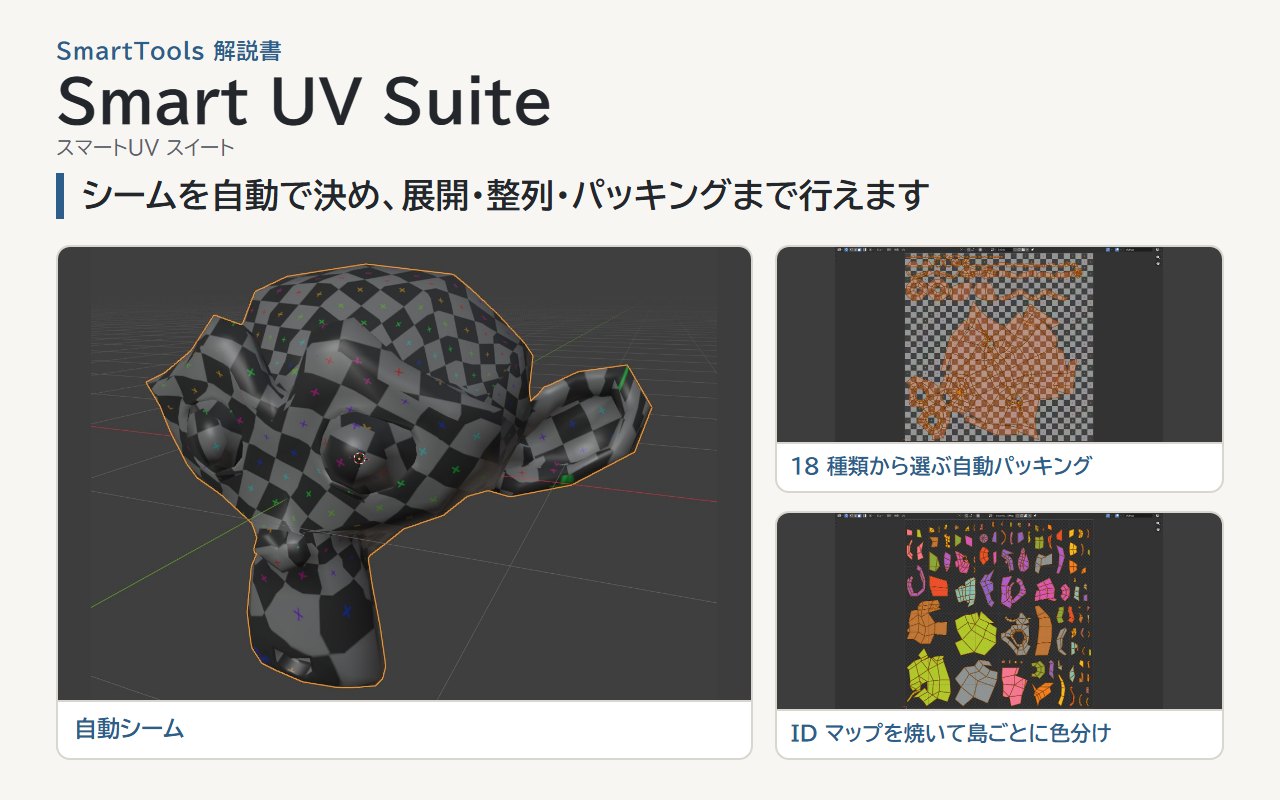 SmartTools 解説書
Smart UV Suite
スマートUV スイート
シームを自動で決め、展開・整列・パッキングまで行えます
自動シーム
18 種類から選ぶ自動パッキング
ID マップを焼いて島ごとに色分け